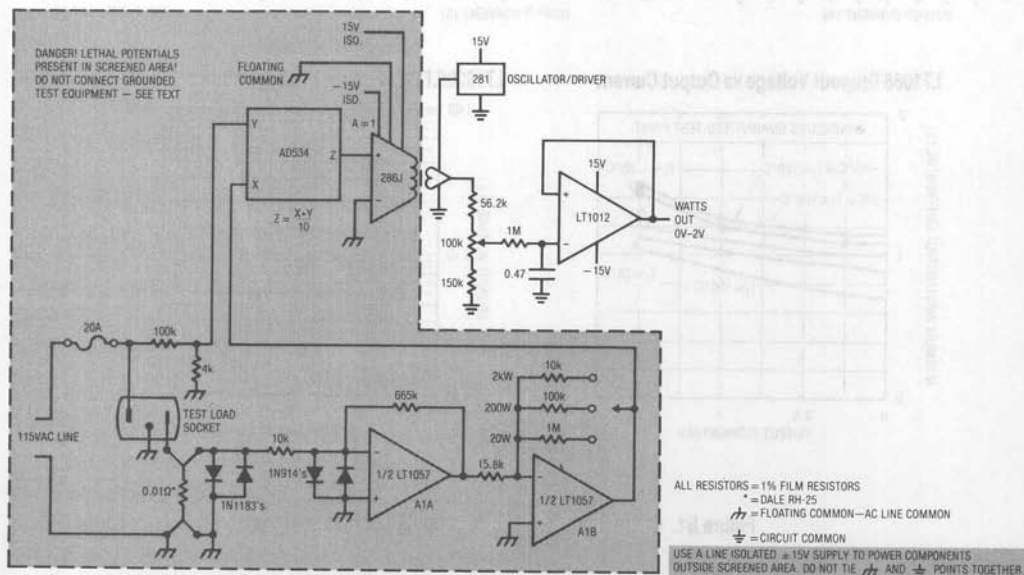 DANGER! LETHAL POTENTIALS
PRESENT IN SCREENED AREA!
DO NOT CONNECT GROUNDED
TEST EQUIPMENT — SEE TEXT
15V
ISO.
FLOATING
COMMON
−15V
ISO.
A = 1
15V
281
OSCILLATOR/DRIVER
Y
X
AD534
Z
Z = X•Y
10
+
286J
−
56.2k
100k
150k
1M
0.47
15V
+
LT1012
−
−15V
WATTS
OUT
0V–2V
20A
100k
4k
TEST LOAD
SOCKET
115VAC LINE
0.01Ω*
1N1183's
10k
1N914's
665k
−
1/2 LT1057
+
A1A
15.8k
2kW
10k
200W
100k
20W
1M
−
1/2 LT1057
+
A1B
ALL RESISTORS = 1% FILM RESISTORS
* = DALE RH-25
= FLOATING COMMON—AC LINE COMMON
= CIRCUIT COMMON
USE A LINE ISOLATED ±15V SUPPLY TO POWER COMPONENTS
OUTSIDE SCREENED AREA. DO NOT TIE AND POINTS TOGETHER